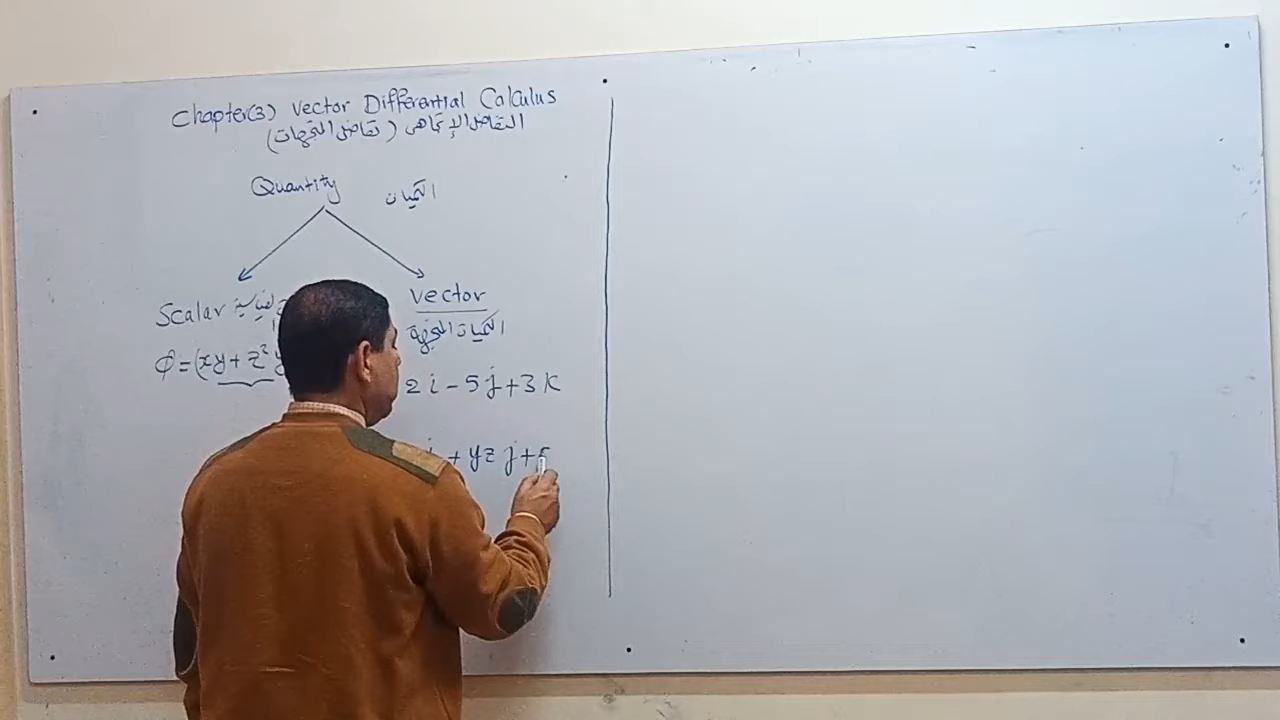 Chapter(3) Vector Differential Calculus
التفاضل الإتجاهى (تفاضل المتجهات)
Quantity الكميات
Scalar Vector
الكميات المتجهة
φ = (xy + z² y
2 i - 5 j + 3 k
+ yz j +